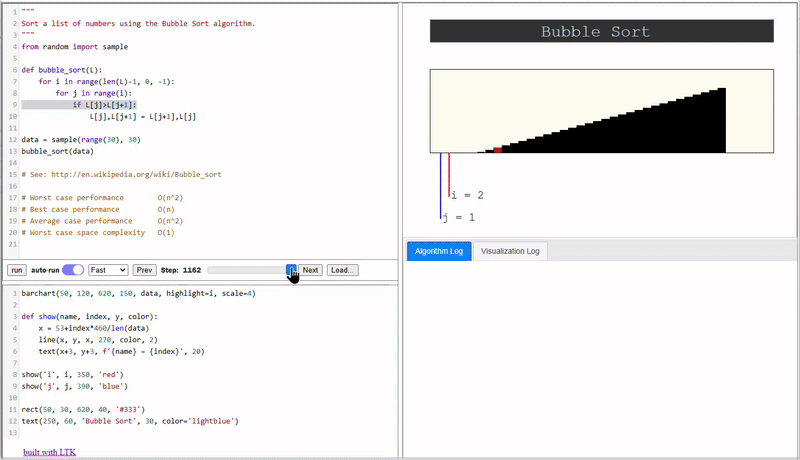 1 """
2 Sort a list of numbers using the Bubble Sort algorithm.
3 """
4 from random import sample
5
6 def bubble_sort(L):
7     for i in range(len(L)-1, 0, -1):
8         for j in range(i):
9             if L[j]>L[j+1]:
10                 L[j],L[j+1] = L[j+1],L[j]
11
12 data = sample(range(30), 30)
13 bubble_sort(data)
14
15 # See: http://en.wikipedia.org/wiki/Bubble_sort
16
17 # Worst case performance        O(n^2)
18 # Best case performance         O(n)
19 # Average case performance      O(n^2)
20 # Worst case space complexity   O(1)
21
run auto-run Fast Prev Step: 1162 Next Load...
1 barchart(50, 120, 620, 150, data, highlight=i, scale=4)
2
3 def show(name, index, y, color):
4     x = 53+index*460/len(data)
5     line(x, y, x, 270, color, 2)
6     text(x+3, y+3, f'{name} = {index}', 20)
7
8 show('i', i, 350, 'red')
9 show('j', j, 390, 'blue')
10
11 rect(50, 30, 620, 40, '#333')
12 text(250, 60, 'Bubble Sort', 30, color='lightblue')
13
built with LTK
Bubble Sort
i = 2
j = 1
Algorithm Log Visualization Log